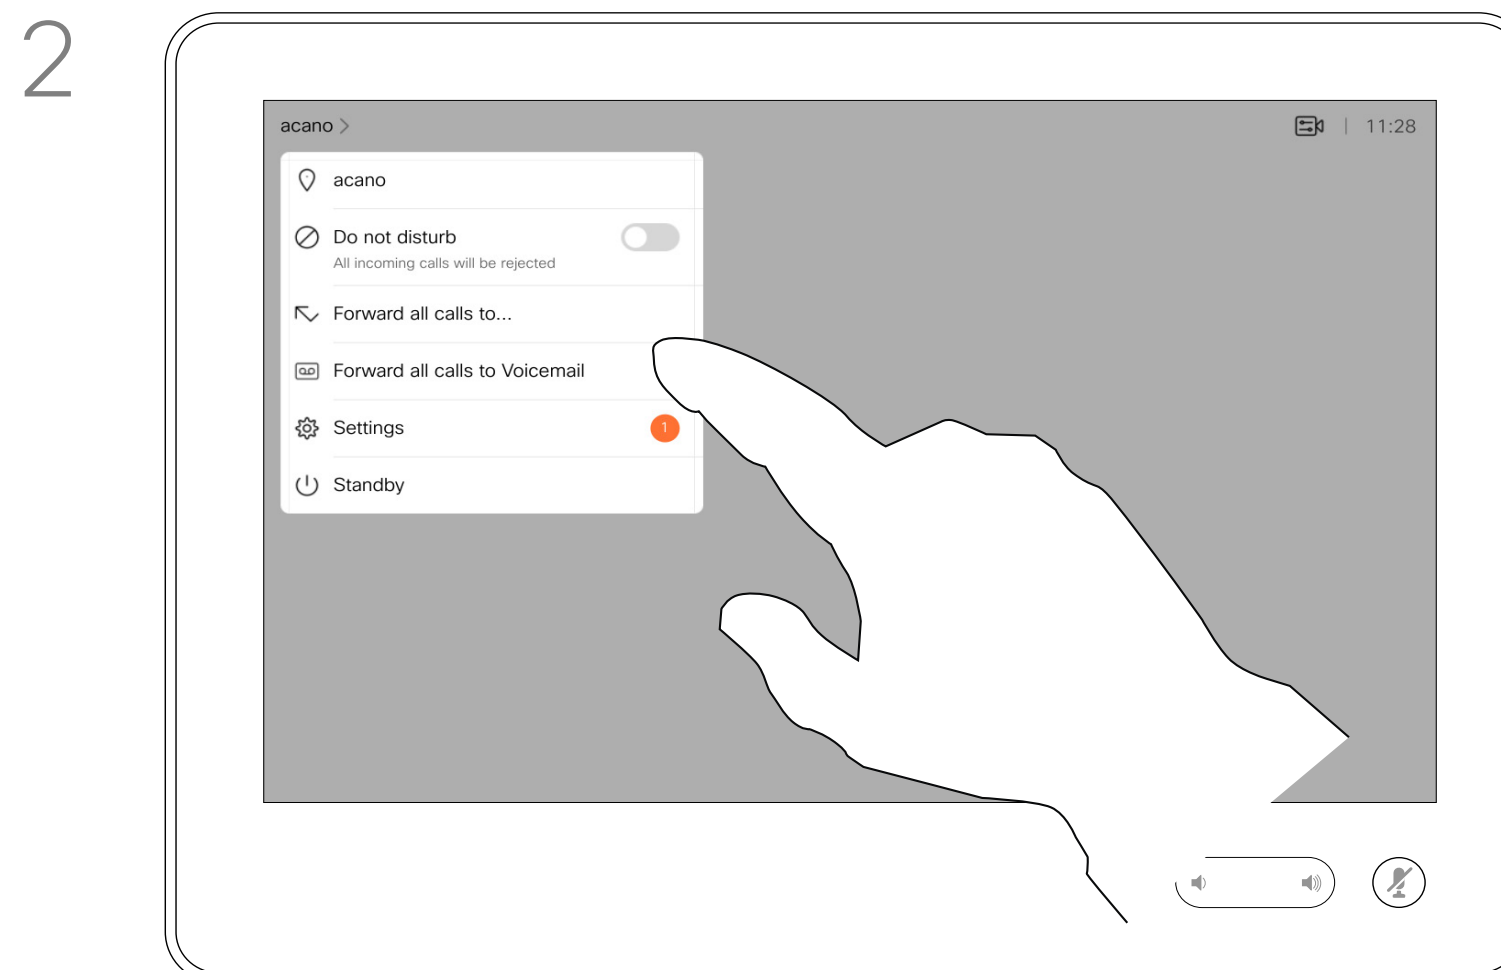 2
acano
11:28
acano
Do not disturb
All incoming calls will be rejected
Forward all calls to...
Forward all calls to Voicemail
Settings
1
Standby